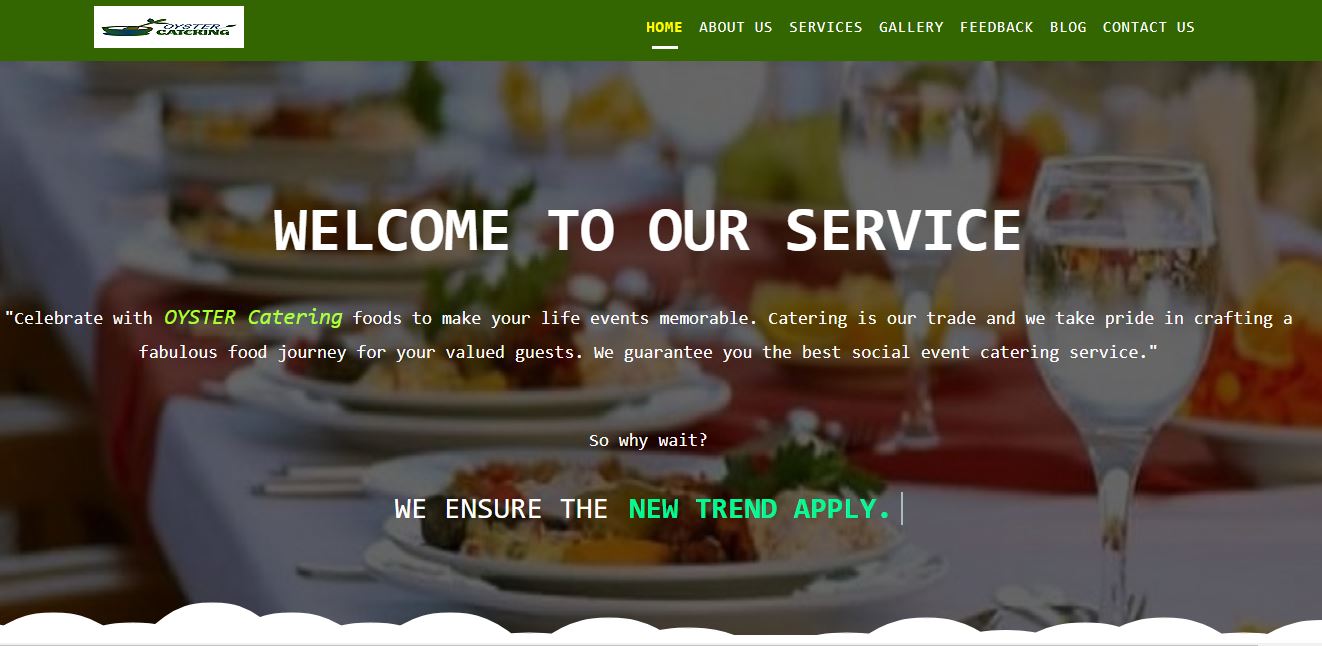 OYSTER
CATERING
HOME ABOUT US SERVICES GALLERY FEEDBACK BLOG CONTACT US
WELCOME TO OUR SERVICE
"Celebrate with OYSTER Catering foods to make your life events memorable. Catering is our trade and we take pride in crafting a
fabulous food journey for your valued guests. We guarantee you the best social event catering service."
So why wait?
WE ENSURE THE NEW TREND APPLY.